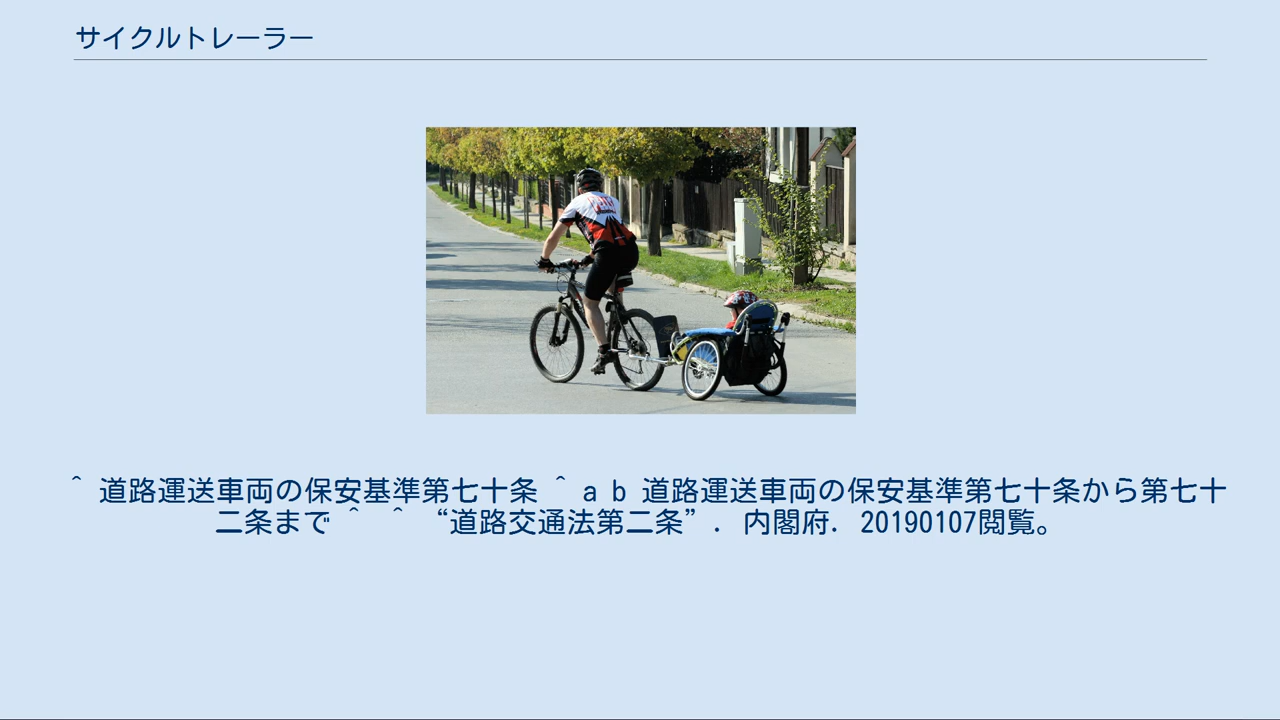 サイクルトレーラー
^ 道路運送車両の保安基準第七十条 ^ a b 道路運送車両の保安基準第七十条から第七十
二条まで ^ ^ “道路交通法第二条”. 内閣府. 20190107閲覧。